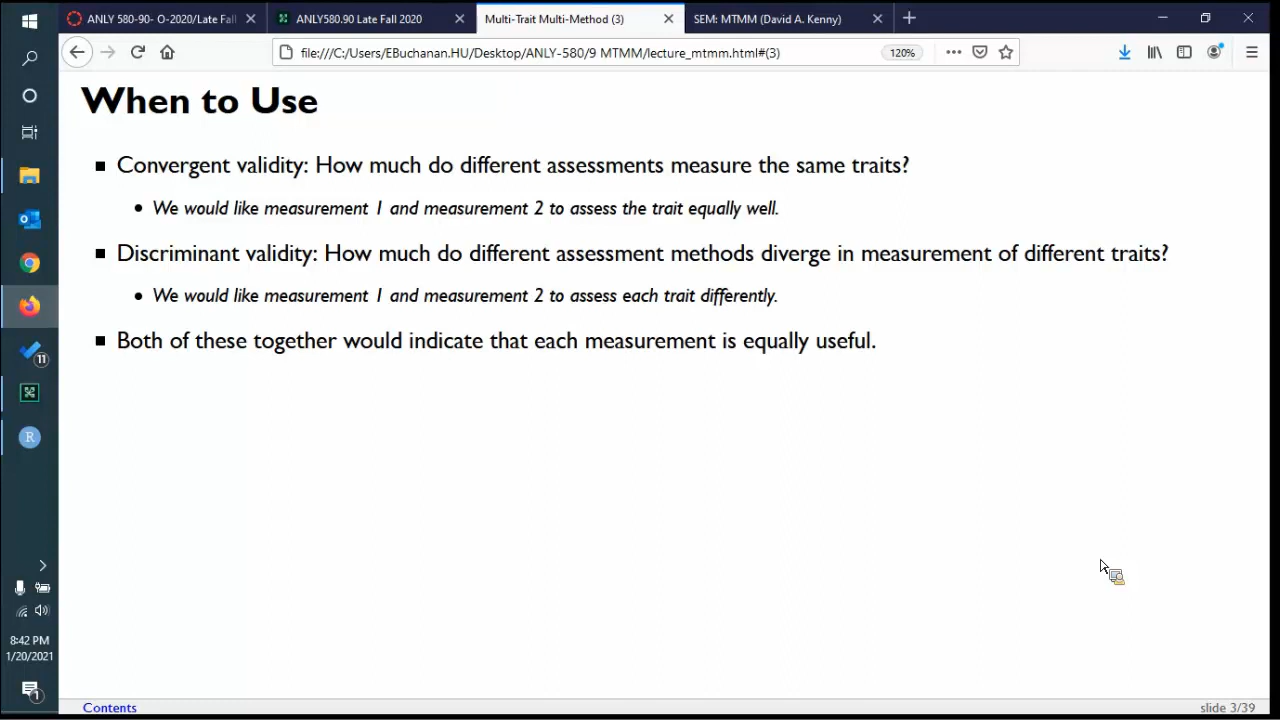 ANLY 580-90- O-2020/Late Fall
ANLY580.90 Late Fall 2020
Multi-Trait Multi-Method (3)
SEM: MTMM (David A. Kenny)
file:///C:/Users/EBuchanan.HU/Desktop/ANLY-580/9 MTMM/lecture_mtmm.html#(3)
120%
When to Use
Convergent validity: How much do different assessments measure the same traits?
We would like measurement 1 and measurement 2 to assess the trait equally well.
Discriminant validity: How much do different assessment methods diverge in measurement of different traits?
We would like measurement 1 and measurement 2 to assess each trait differently.
Both of these together would indicate that each measurement is equally useful.
11
R
8:42 PM
1/20/2021
1
Contents
slide 3/39